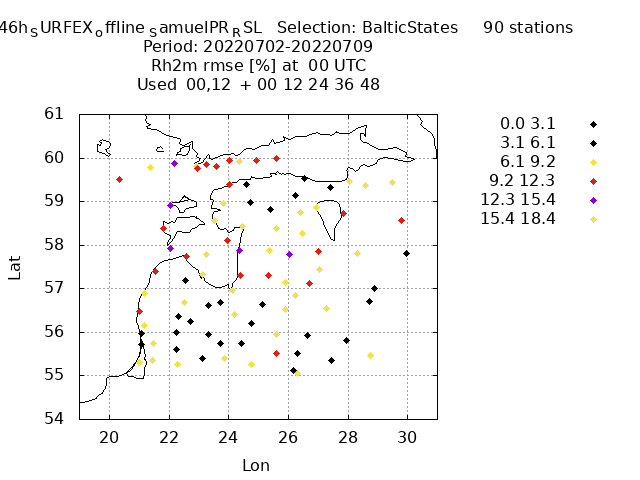 46h_SURFEX_offline_SamuelPR_RSL Selection: BalticStates 90 stations
Period: 20220702-20220709
Rh2m rmse [%] at 00 UTC
Used 00,12 + 00 12 24 36 48
0.0 3.1
3.1 6.1
6.1 9.2
9.2 12.3
12.3 15.4
15.4 18.4
61
60
59
58
57
56
55
54
Lat
20 22 24 26 28 30
Lon